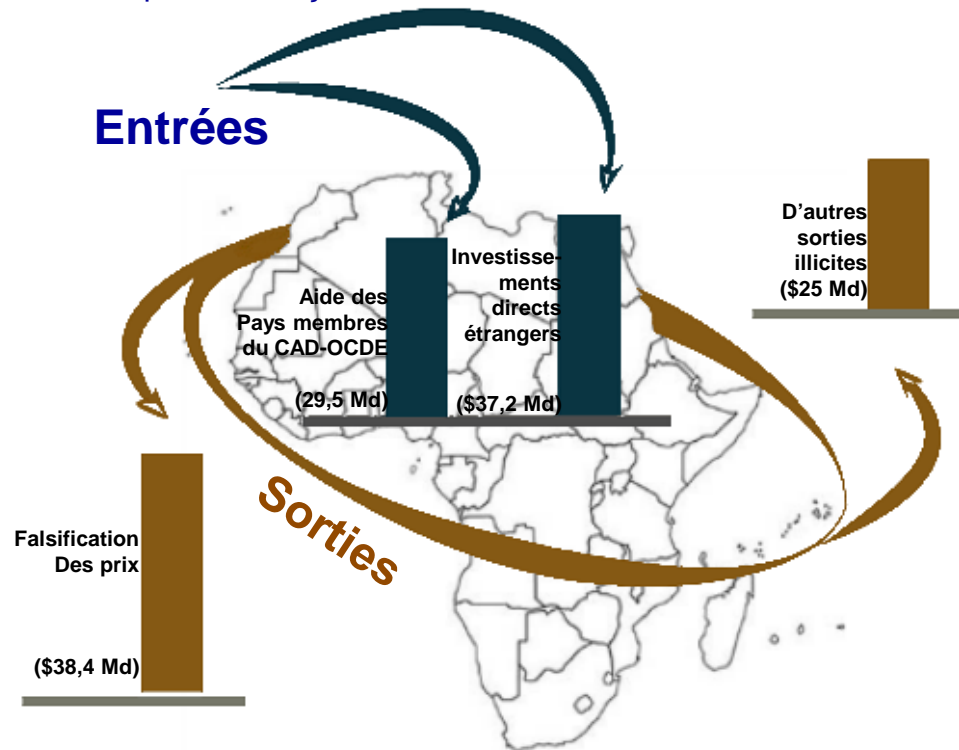 Entrées
D'autres
sorties
illicites
($25 Md)
Investisse-
ments
directs
étrangers
($37,2 Md)
Aide des
Pays membres
du CAD-OCDE
(29,5 Md)
Sorties
Falsification
Des prix
($38,4 Md)